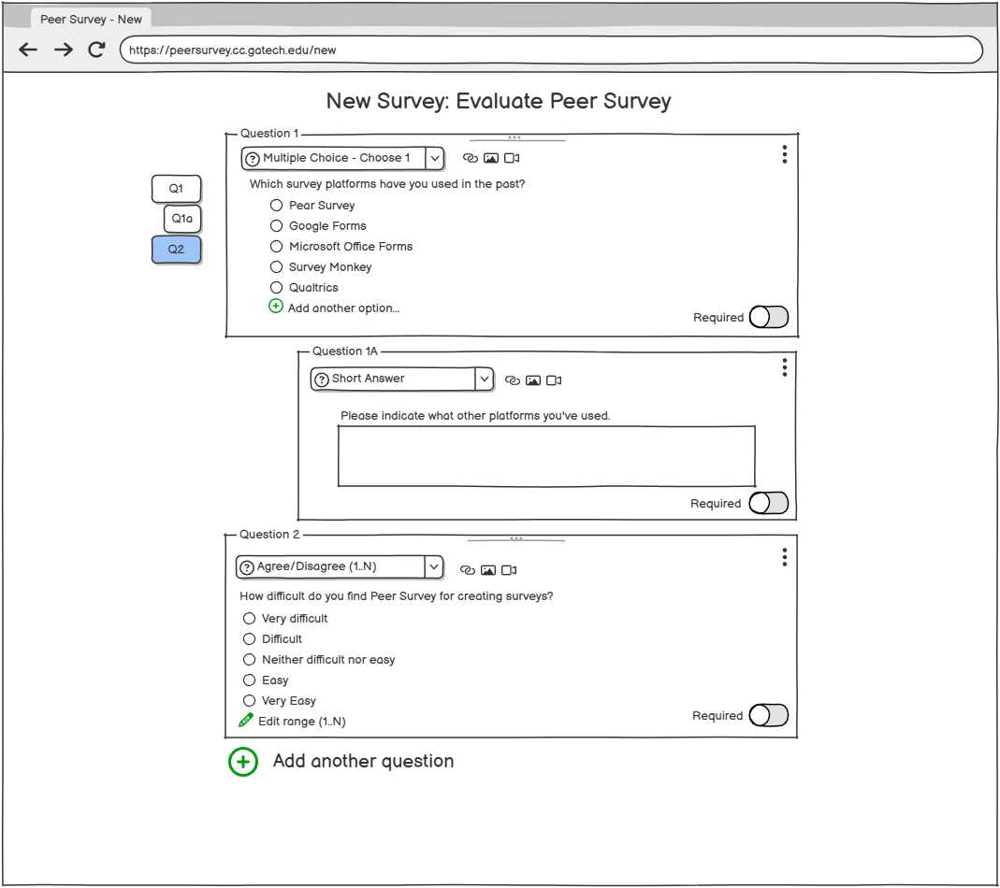 Peer Survey - New
https://peersurvey.cc.gatech.edu/new
New Survey: Evaluate Peer Survey
Question 1
? Multiple Choice - Choose 1
Which survey platforms have you used in the past?
Q1
Pear Survey
Q1a
Google Forms
Q2
Microsoft Office Forms
Survey Monkey
Qualtrics
Add another option...
Required
Question 1A
? Short Answer
Please indicate what other platforms you've used.
Required
Question 2
? Agree/Disagree (1..N)
How difficult do you find Peer Survey for creating surveys?
Very difficult
Difficult
Neither difficult nor easy
Easy
Very Easy
Required
Edit range (1..N)
Add another question